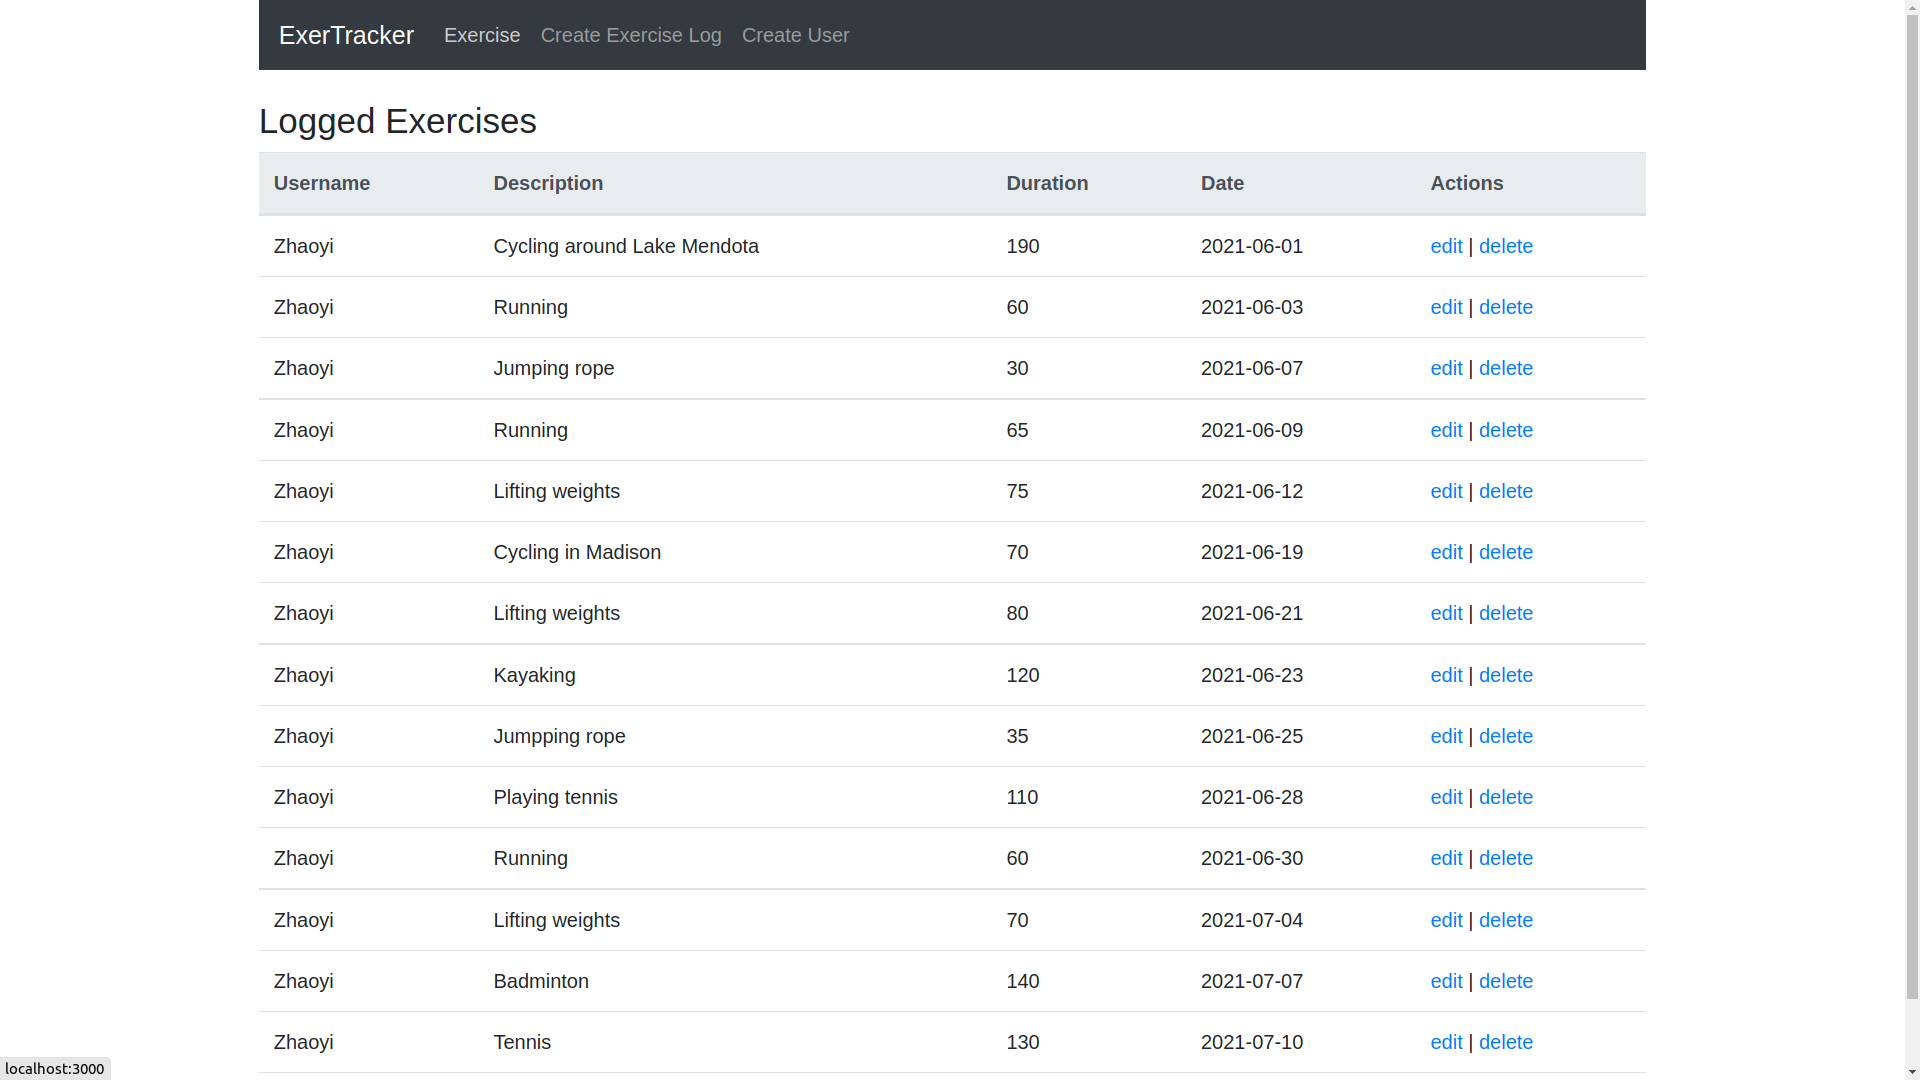 ExerTracker Exercise Create Exercise Log Create User
Logged Exercises
Username Description Duration Date Actions
Zhaoyi Cycling around Lake Mendota 190 2021-06-01 edit | delete
Zhaoyi Running 60 2021-06-03 edit | delete
Zhaoyi Jumping rope 30 2021-06-07 edit | delete
Zhaoyi Running 65 2021-06-09 edit | delete
Zhaoyi Lifting weights 75 2021-06-12 edit | delete
Zhaoyi Cycling in Madison 70 2021-06-19 edit | delete
Zhaoyi Lifting weights 80 2021-06-21 edit | delete
Zhaoyi Kayaking 120 2021-06-23 edit | delete
Zhaoyi Jumpping rope 35 2021-06-25 edit | delete
Zhaoyi Playing tennis 110 2021-06-28 edit | delete
Zhaoyi Running 60 2021-06-30 edit | delete
Zhaoyi Lifting weights 70 2021-07-04 edit | delete
Zhaoyi Badminton 140 2021-07-07 edit | delete
Zhaoyi Tennis 130 2021-07-10 edit | delete
localhost:3000